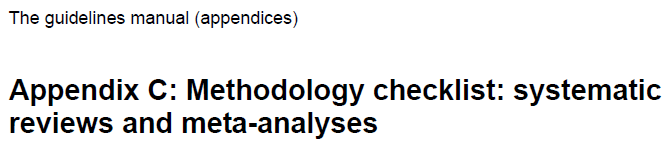 The guidelines manual (appendices)
Appendix C: Methodology checklist: systematic
reviews and meta-analyses